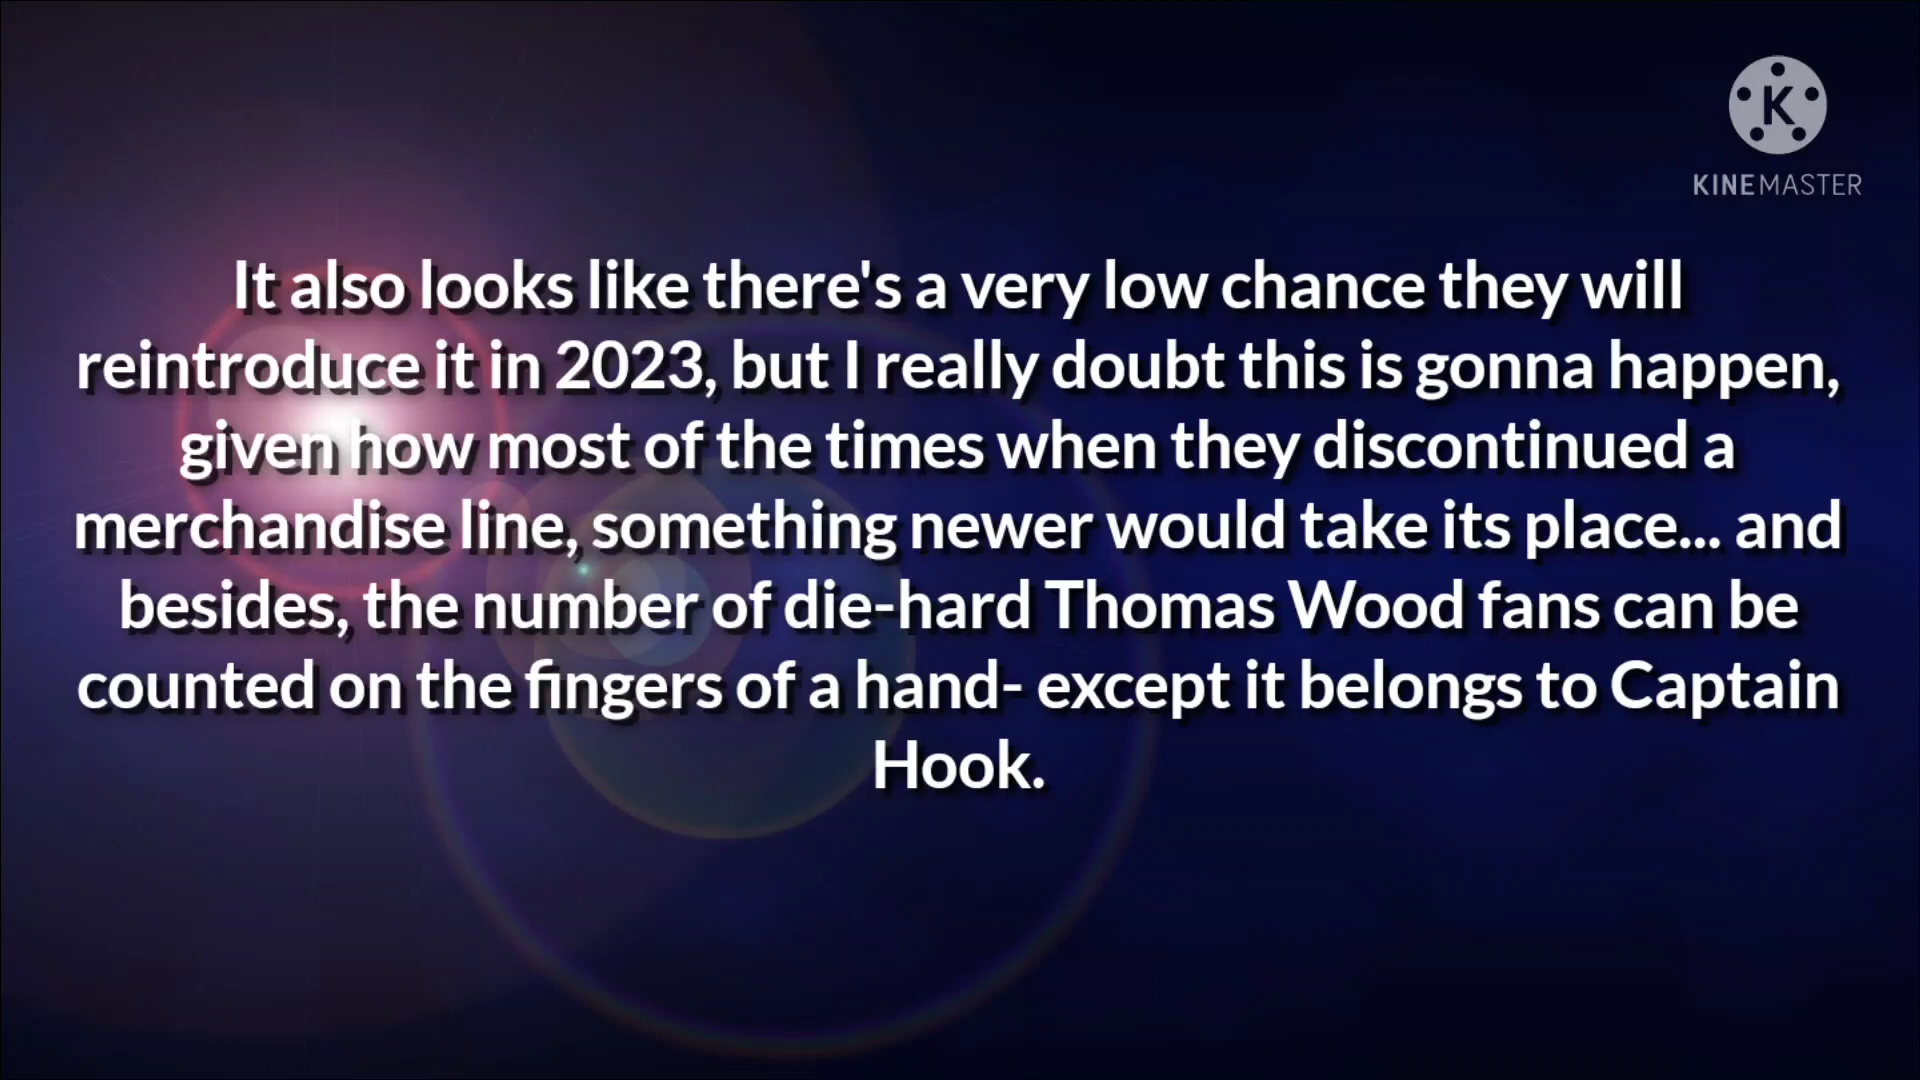 K
KINEMASTER
It also looks like there's a very low chance they will
reintroduce it in 2023, but I really doubt this is gonna happen,
given how most of the times when they discontinued a
merchandise line, something newer would take its place... and
besides, the number of die-hard Thomas Wood fans can be
counted on the fingers of a hand- except it belongs to Captain
Hook.